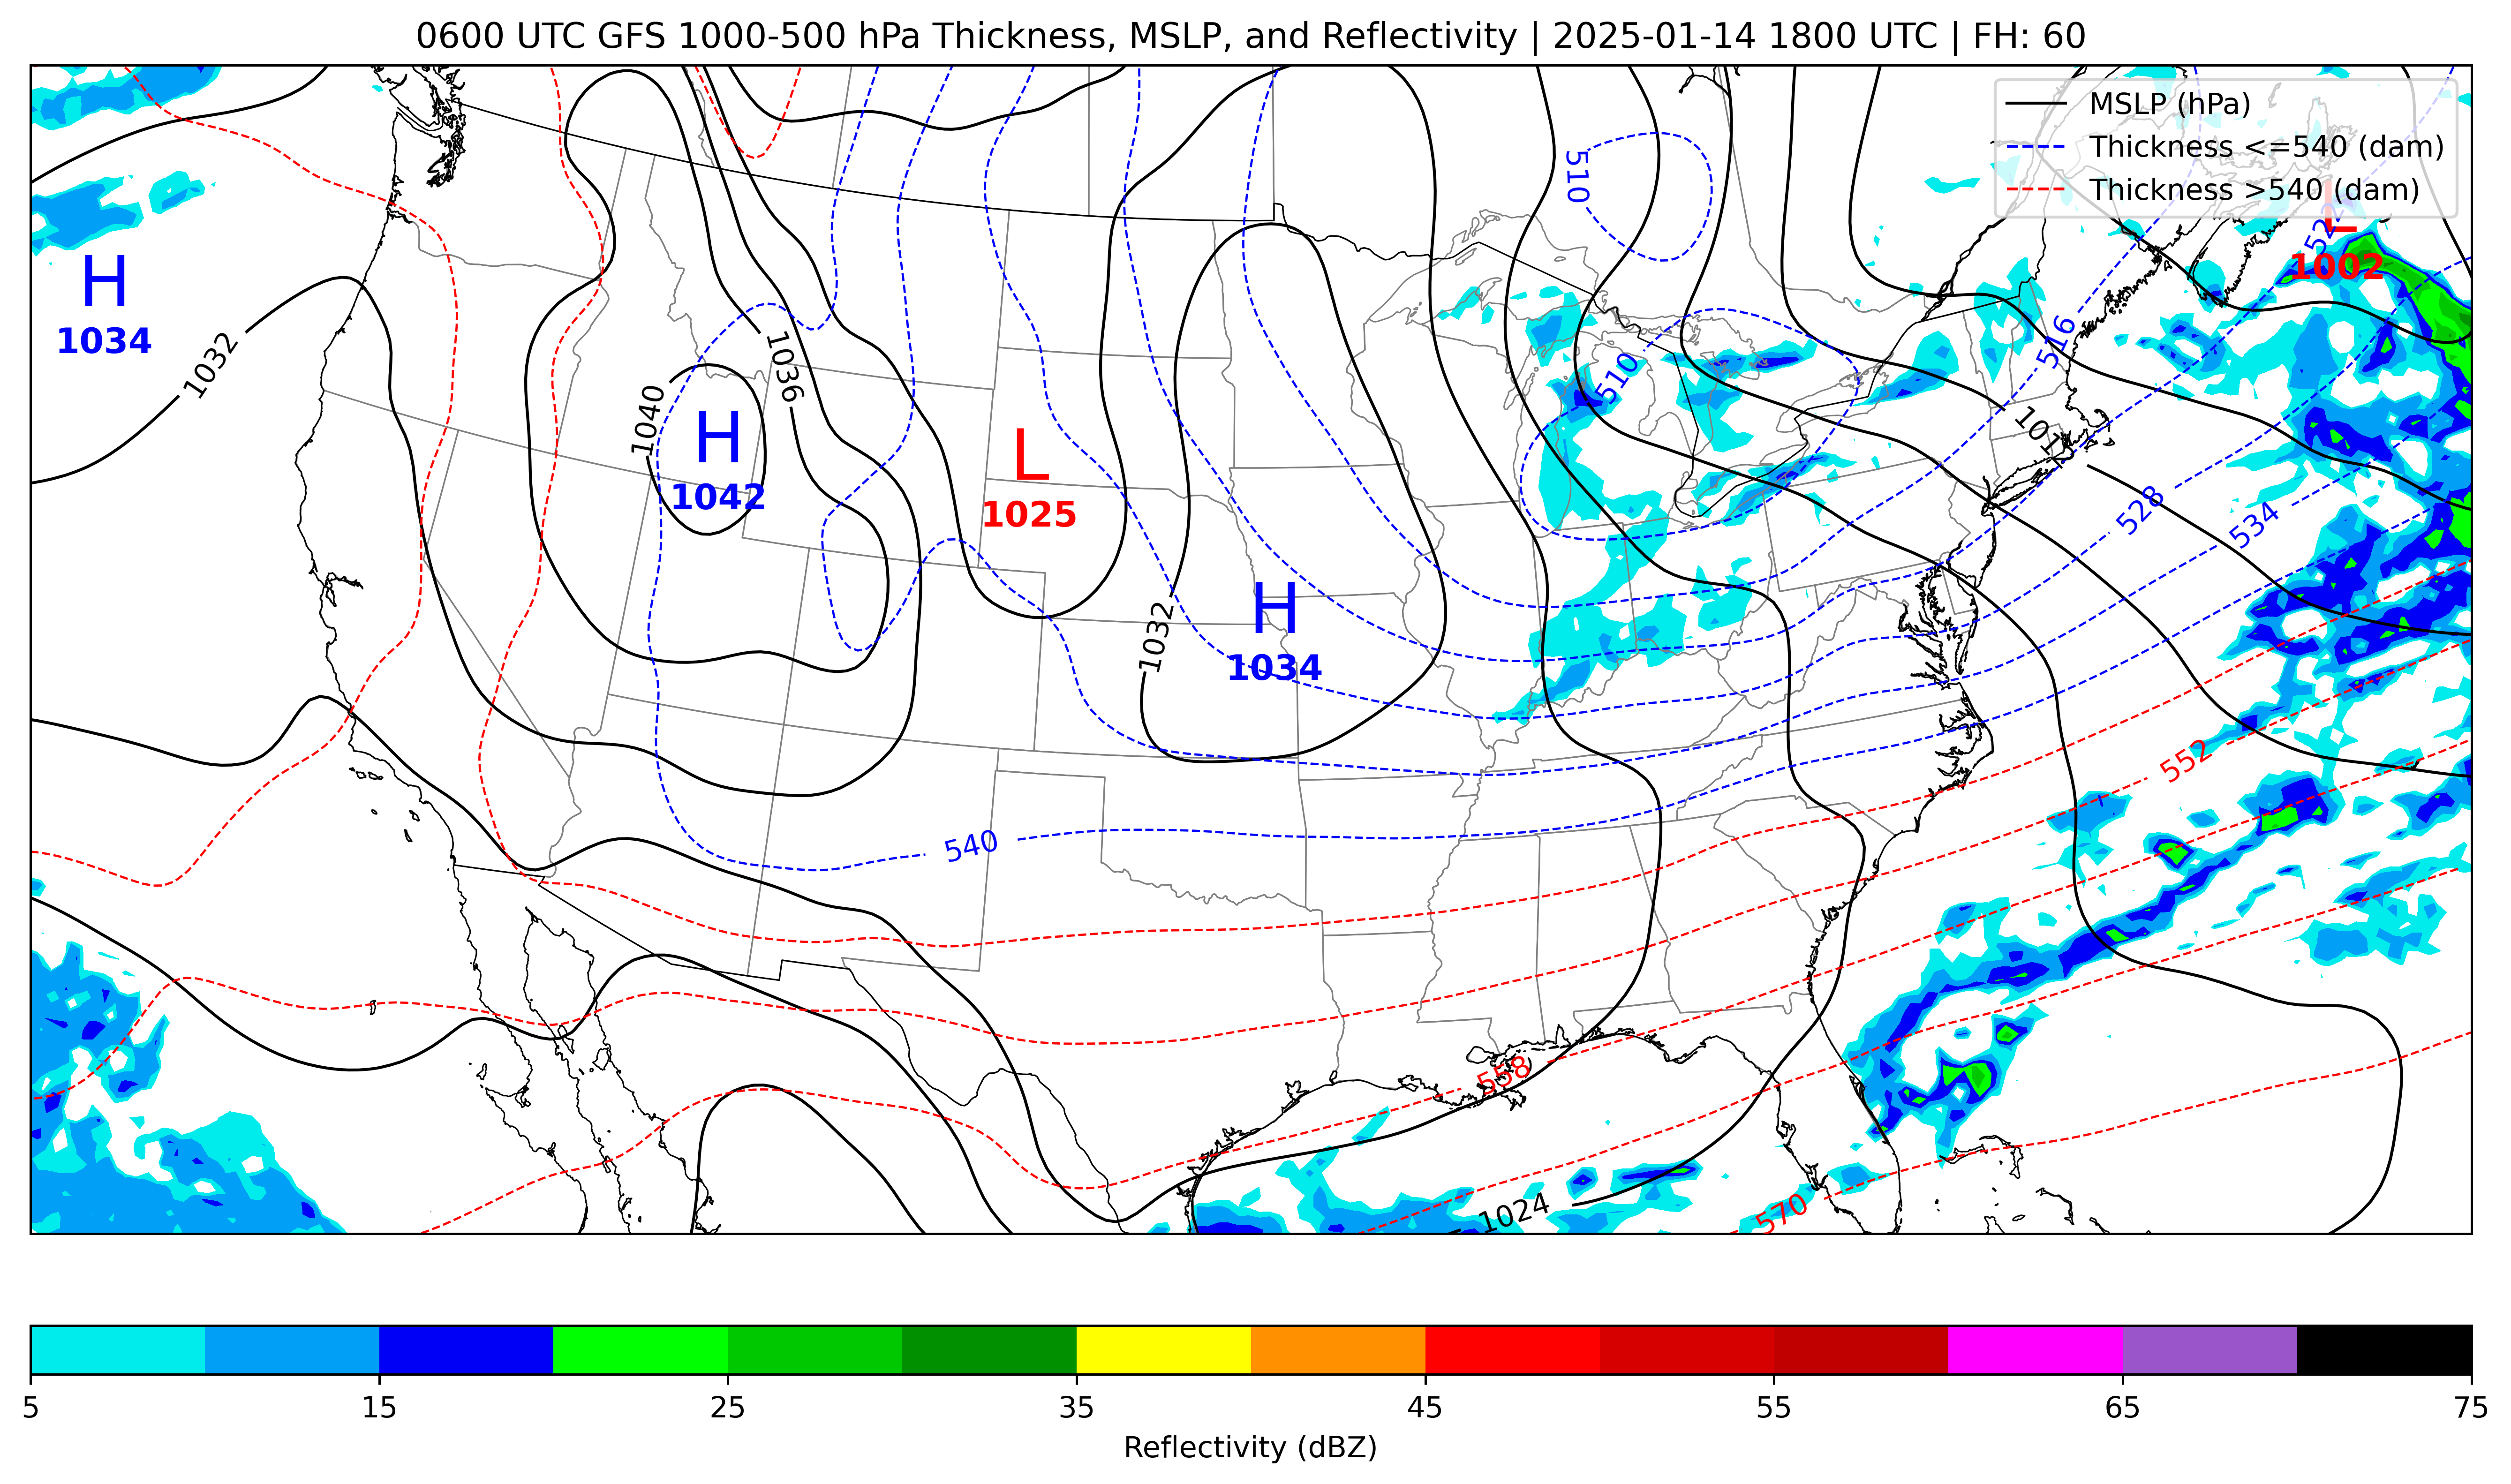 0600 UTC GFS 1000-500 hPa Thickness, MSLP, and Reflectivity | 2025-01-14 1800 UTC | FH: 60
MSLP (hPa)
Thickness <=540 (dam)
Thickness >540 (dam)
510
L
1002
522
H
1034
1032
1036
516
510
1040
H
1042
L
1025
528
534
H
1034
1032
552
540
558
1024
570
5 15 25 35 45 55 65 75
Reflectivity (dBZ)